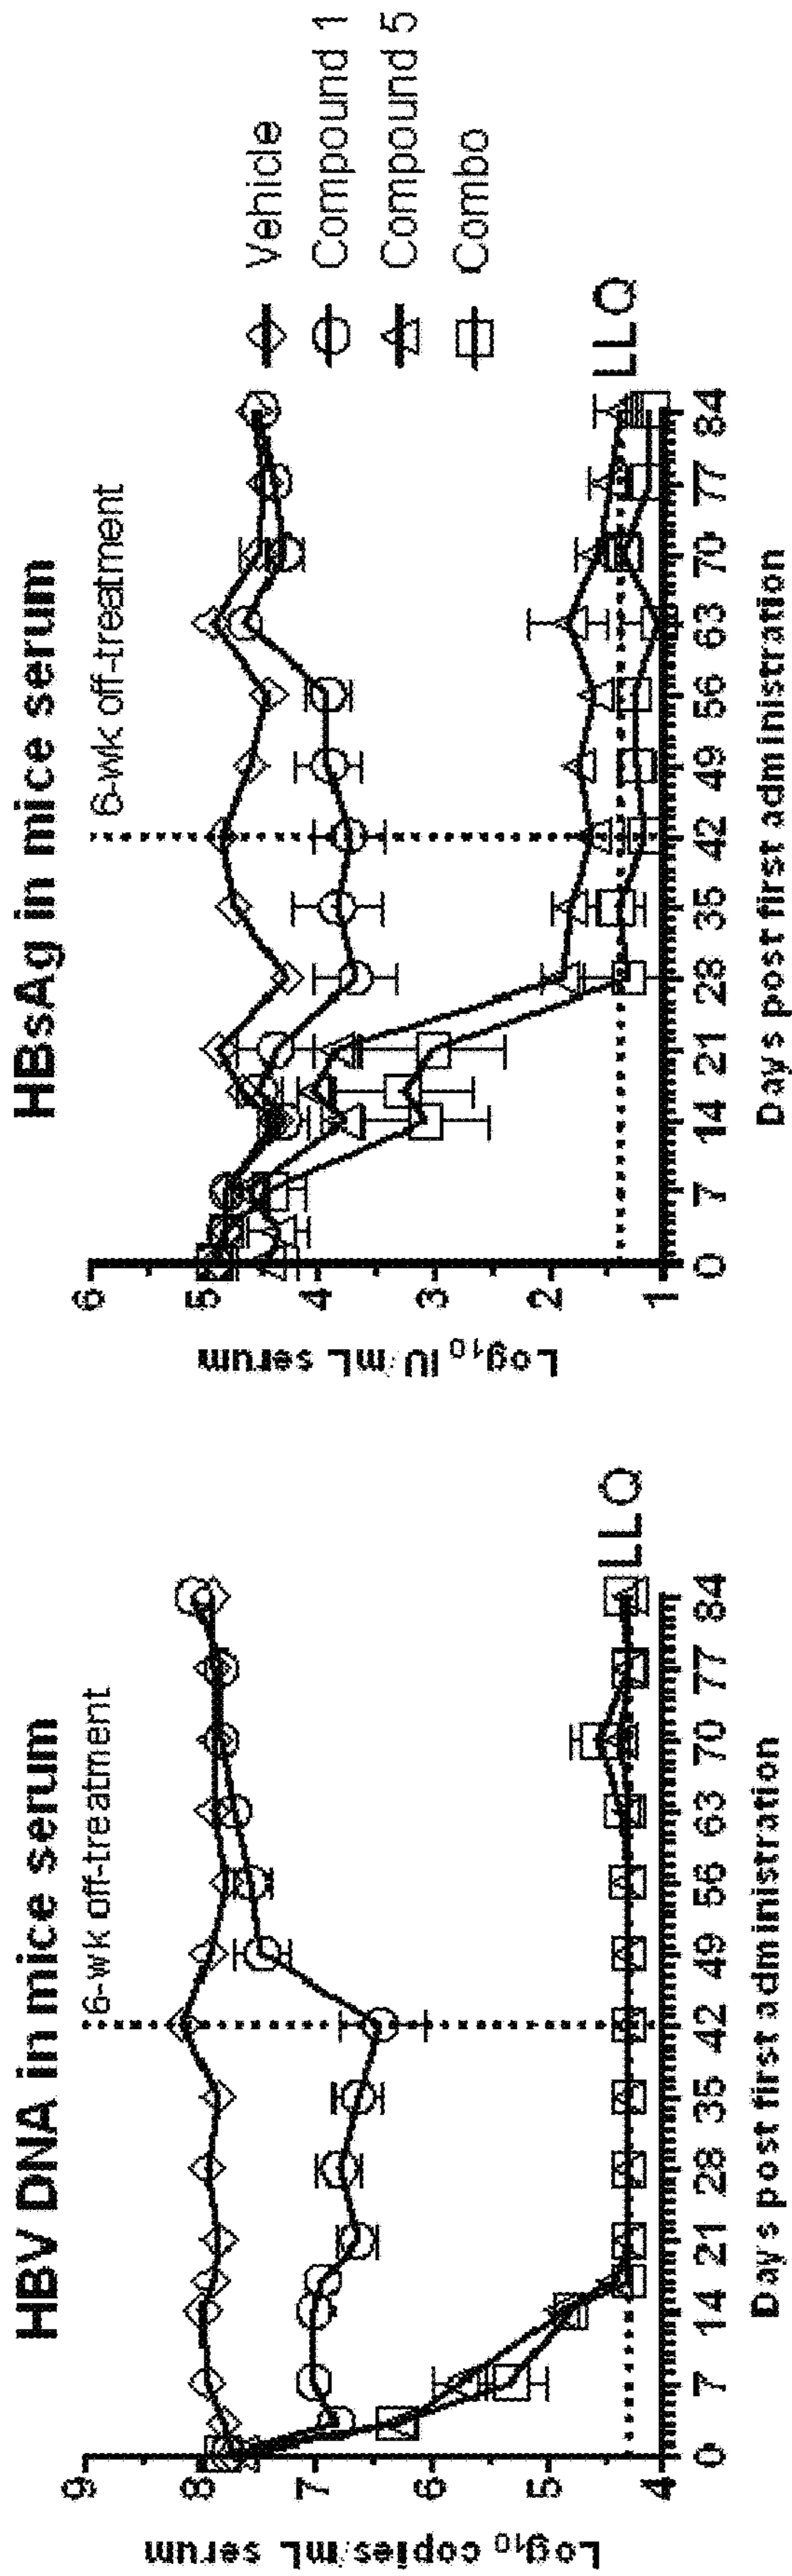 HBV DNA in mice serum
6-wk off-treatment
Log10 copies/mL serum
9
8
7
6
5
4
LLQ
0 7 14 21 28 35 42 49 56 63 70 77 84
Days post first administration
HBsAg in mice serum
6-wk off-treatment
Log10 IU/mL serum
6
5
4
3
2
1
LLQ
0 7 14 21 28 35 42 49 56 63 70 77 84
Days post first administration
Vehicle
Compound 1
Compound 5
Combo